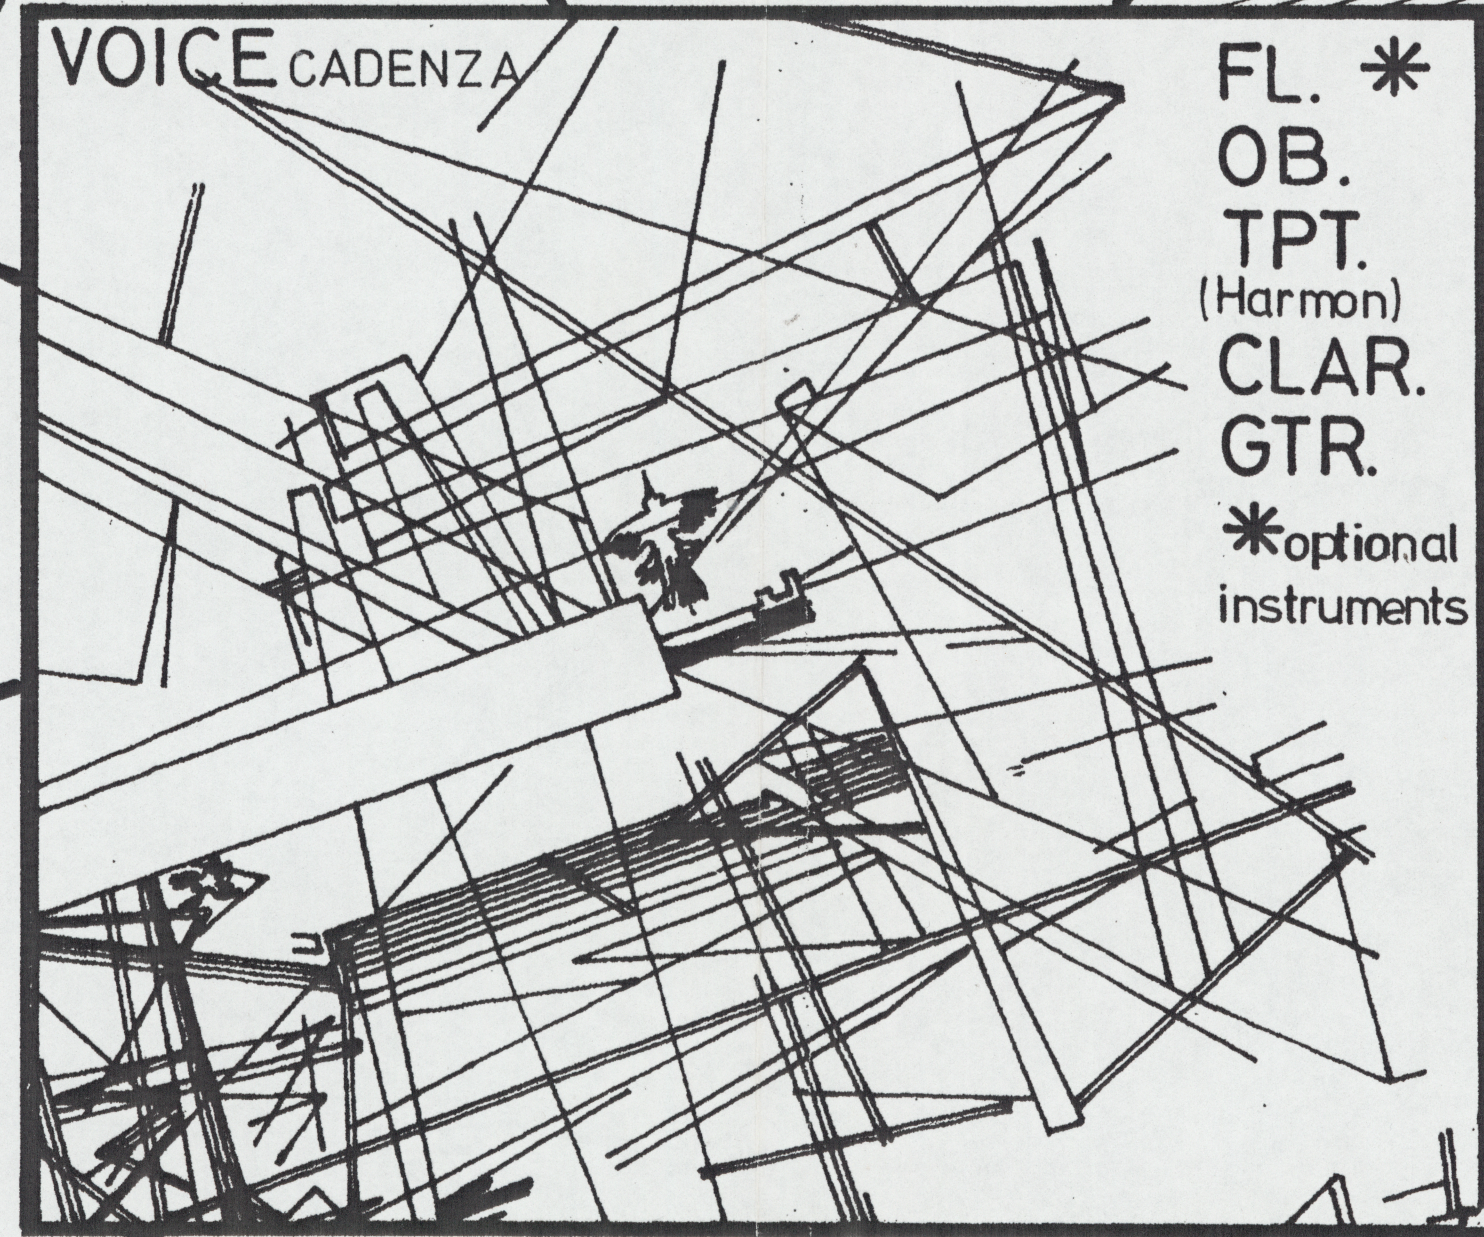 VOICE CADENZA
FL. *
OB.
TPT.
(Harmon)
CLAR.
GTR.
*optional
instruments